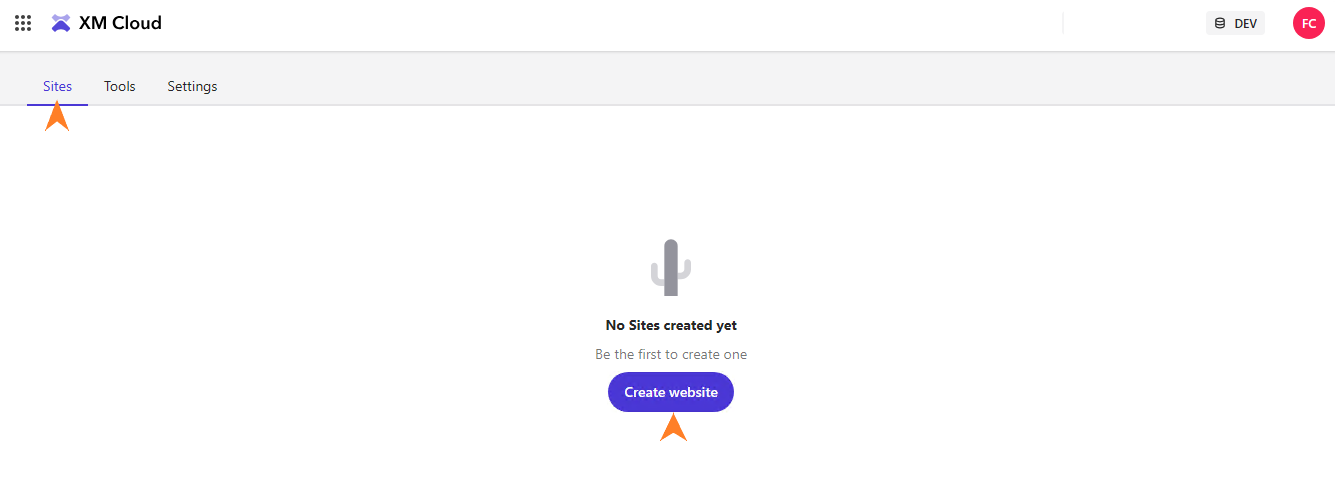 XM Cloud
DEV
FC
Sites
Tools
Settings
No Sites created yet
Be the first to create one
Create website